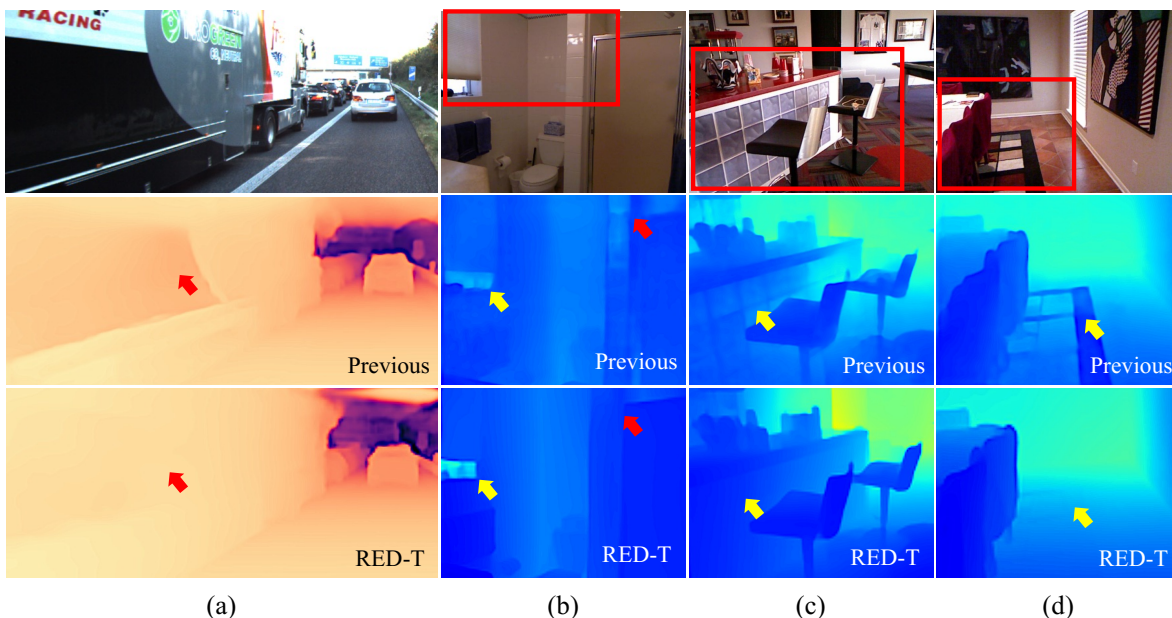 RACING
Previous
Previous
Previous
Previous
RED-T
RED-T
RED-T
RED-T
(a)
(b)
(c)
(d)